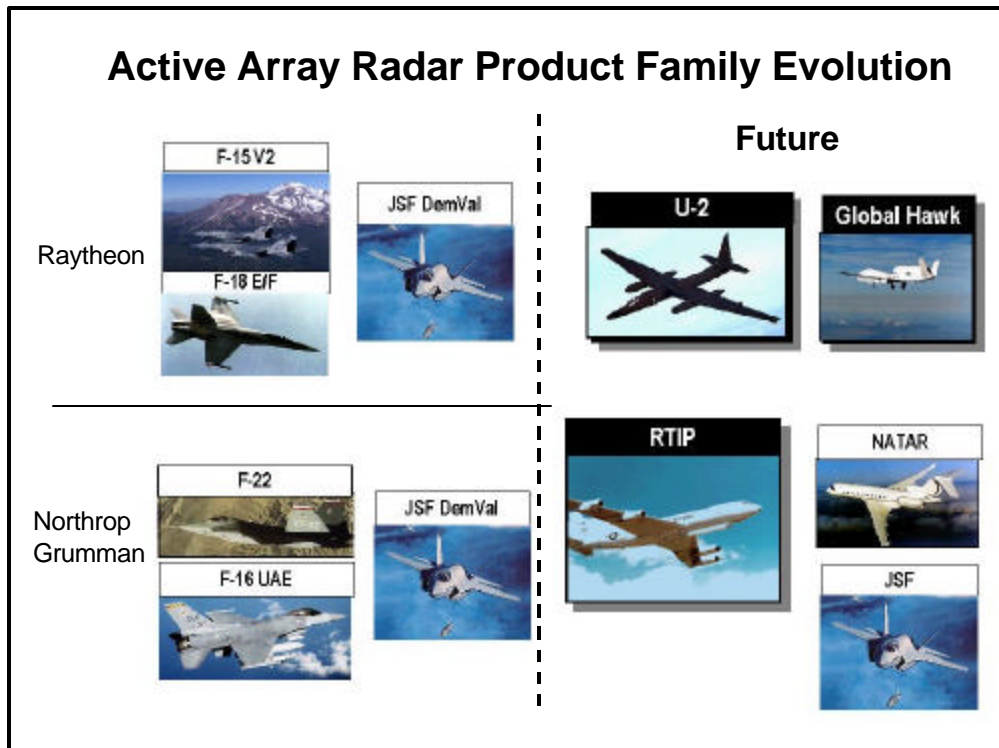 Active Array Radar Product Family Evolution
Future
Raytheon
F-15 V2
F-18 E/F
JSF DemVal
U-2
Global Hawk
Northrop
Grumman
F-22
F-16 UAE
JSF DemVal
RTIP
NATAR
JSF